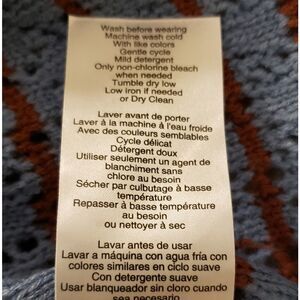 Wash before wearing
Machine wash cold
With like colors
Gentle cycle
Mild detergent
Only non-chlorine bleach
when needed
Tumble dry low
Low iron if needed
or Dry Clean
Laver avant de porter
Laver à la machine à l'eau froide
Avec des couleurs semblables
Cycle délicat
Détergent doux
Utiliser seulement un agent de
blanchiment sans
chlore au besoin
Sécher par culbutage à basse
température
Repasser à basse température
au besoin
ou nettoyer à sec
Lavar antes de usar
Lavar a máquina con agua fría con
colores similares en ciclo suave
Con detergente suave
Usar blanqueador sin cloro cuando
sea necesario